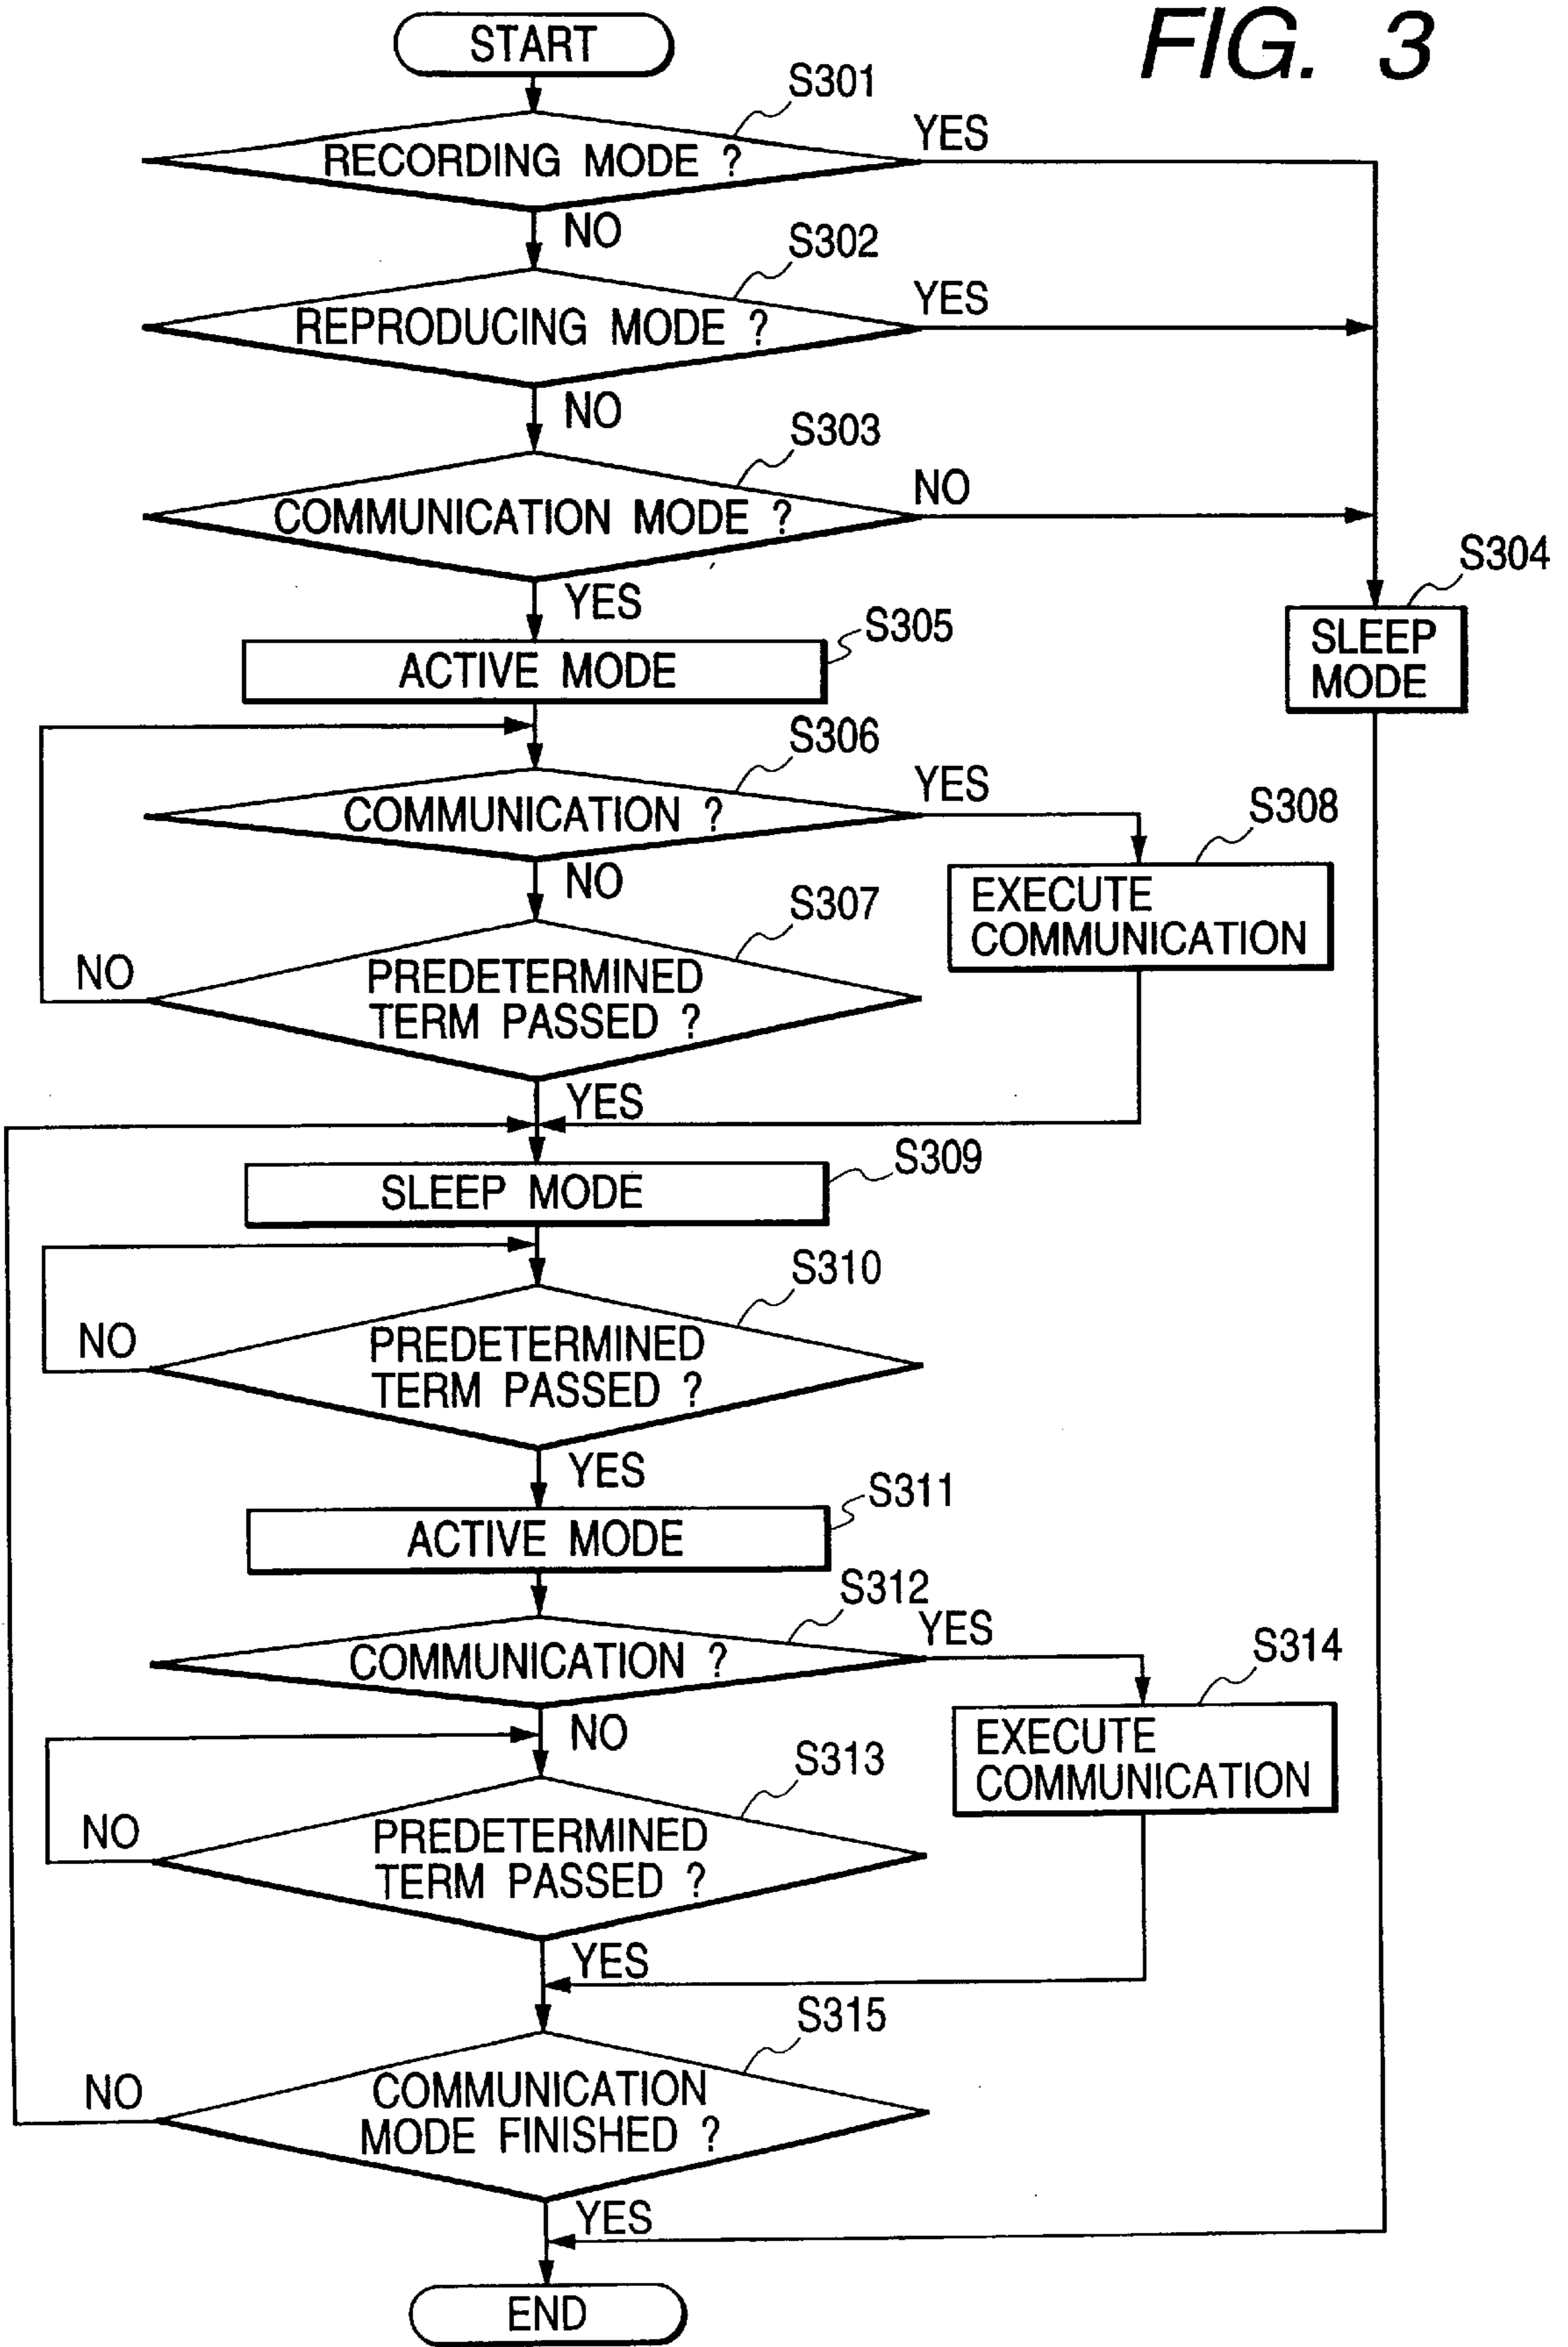 FIG. 3
START
S301
RECORDING MODE ?
YES
NO
S302
REPRODUCING MODE ?
YES
NO
S303
COMMUNICATION MODE ?
NO
YES
S304
SLEEP
MODE
S305
ACTIVE MODE
S306
COMMUNICATION ?
YES
NO
S308
EXECUTE
COMMUNICATION
S307
PREDETERMINED
TERM PASSED ?
NO
YES
S309
SLEEP MODE
S310
PREDETERMINED
TERM PASSED ?
NO
YES
S311
ACTIVE MODE
S312
COMMUNICATION ?
YES
NO
S314
EXECUTE
COMMUNICATION
S313
PREDETERMINED
TERM PASSED ?
NO
YES
S315
COMMUNICATION
MODE FINISHED ?
NO
YES
END